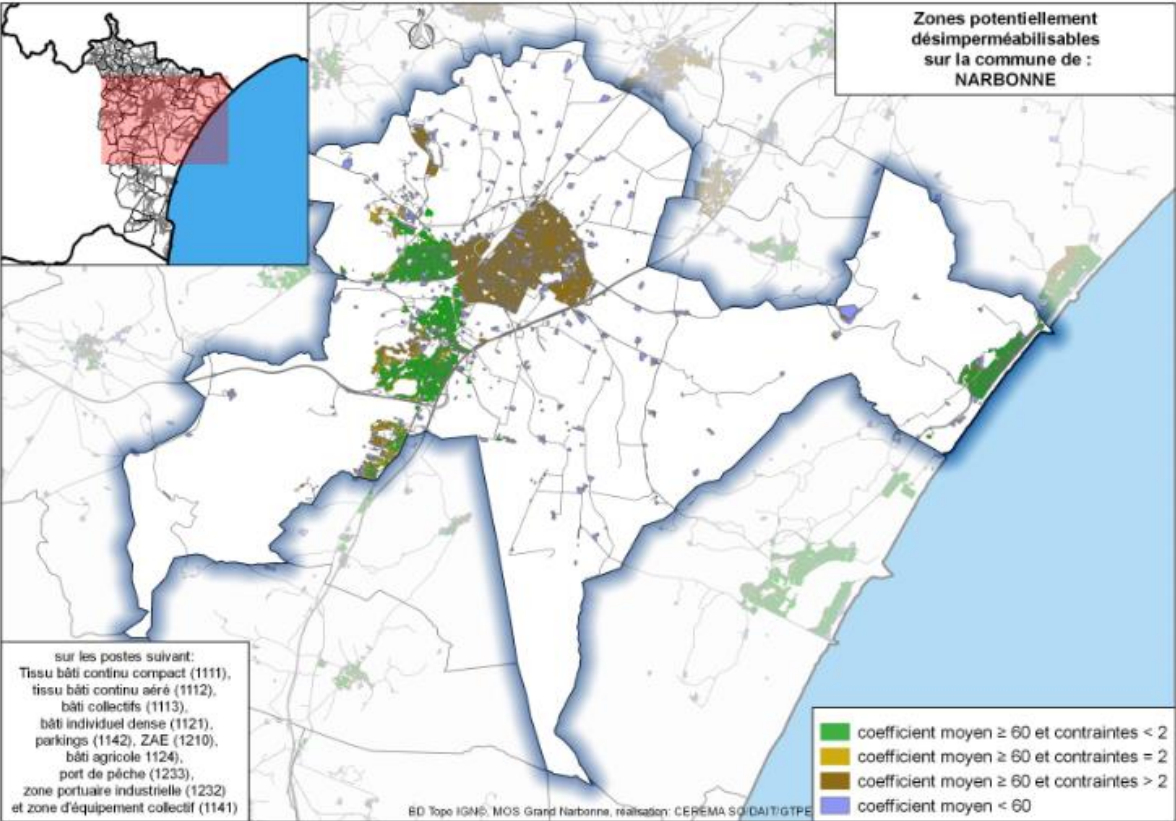 N
Zones potentiellement
désimperméabilisables
sur la commune de :
NARBONNE
sur les postes suivant:
Tissu bâti continu compact (1111),
tissu bâti continu aéré (1112),
bâti collectifs (1113),
bâti individuel dense (1121),
parkings (1142), ZAE (1210),
bâti agricole 1124),
port de pêche (1233),
zone portuaire industrielle (1232)
et zone d'équipement collectif (1141)
coefficient moyen ≥ 60 et contraintes < 2
coefficient moyen ≥ 60 et contraintes = 2
coefficient moyen ≥ 60 et contraintes > 2
coefficient moyen < 60
BD Topo IGN©, MOS Grand Narbonne, réalisation: CEREMA SO/DAIT/GTPE